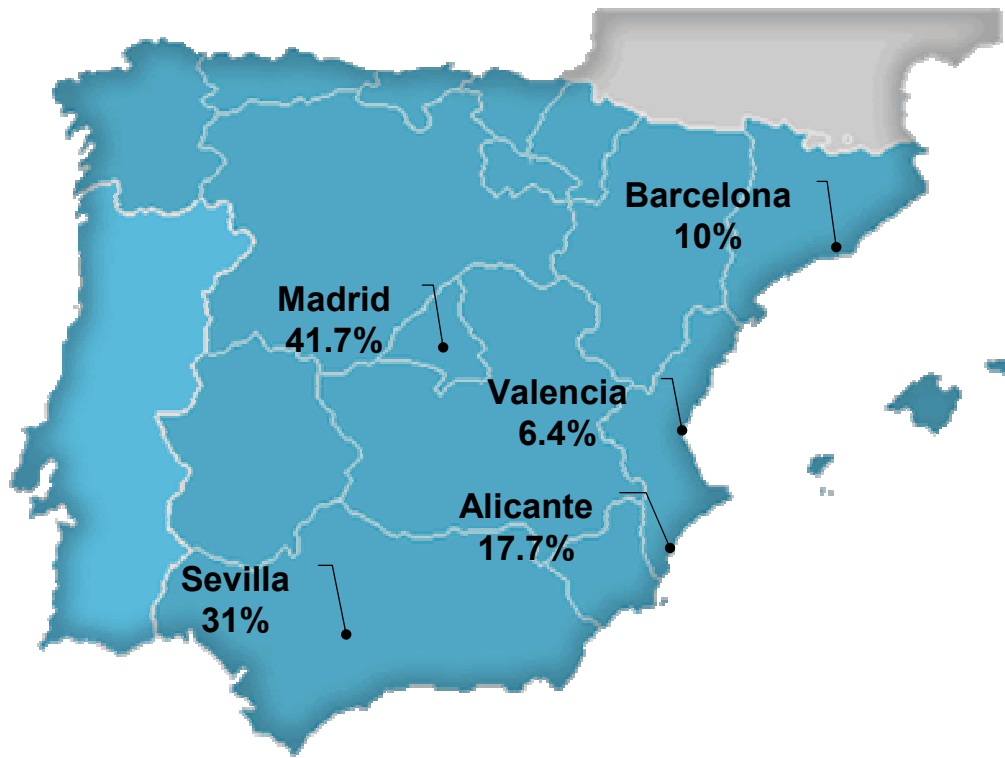 Barcelona
10%
Madrid
41.7%
Valencia
6.4%
Alicante
17.7%
Sevilla
31%